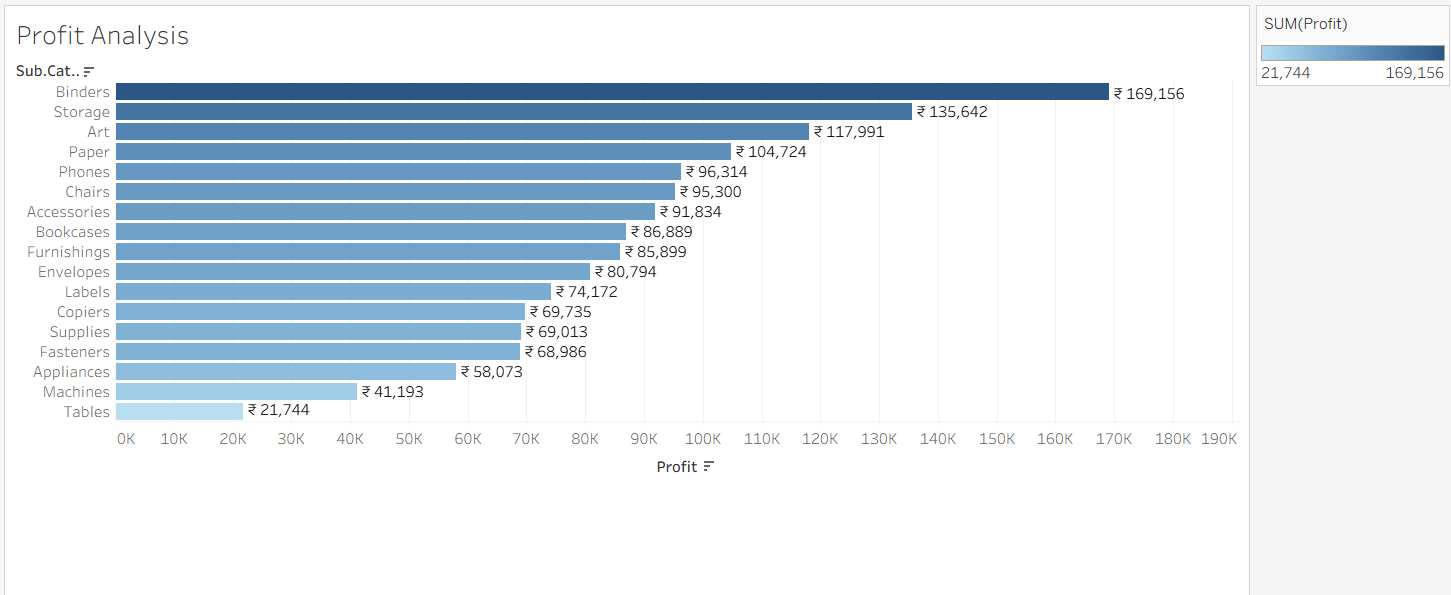 Profit Analysis
SUM(Profit)
21,744 169,156
Sub.Cat..
Binders ₹ 169,156
Storage ₹ 135,642
Art ₹ 117,991
Paper ₹ 104,724
Phones ₹ 96,314
Chairs ₹ 95,300
Accessories ₹ 91,834
Bookcases ₹ 86,889
Furnishings ₹ 85,899
Envelopes ₹ 80,794
Labels ₹ 74,172
Copiers ₹ 69,735
Supplies ₹ 69,013
Fasteners ₹ 68,986
Appliances ₹ 58,073
Machines ₹ 41,193
Tables ₹ 21,744
0K 10K 20K 30K 40K 50K 60K 70K 80K 90K 100K 110K 120K 130K 140K 150K 160K 170K 180K 190K
Profit